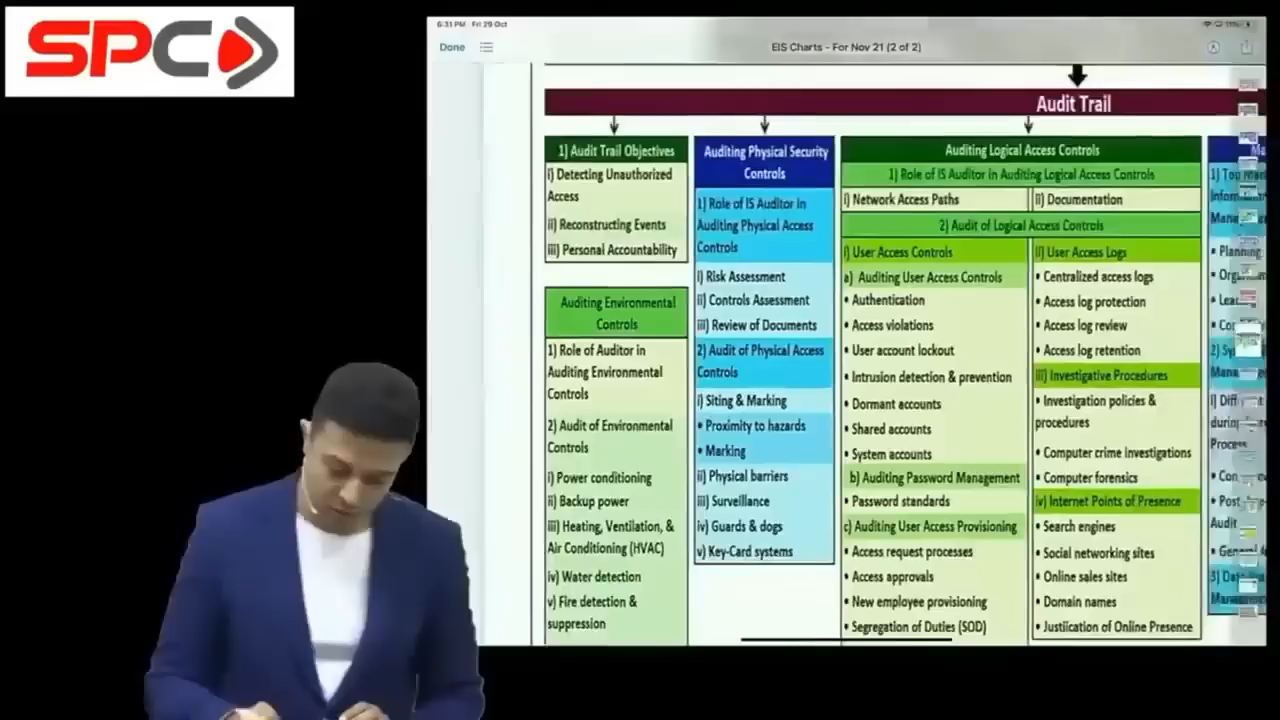 SPC
6:31 PM Fri 29 Oct
Done
EIS Charts - For Nov 21 (2 of 2)
Audit Trail
1) Audit Trail Objectives
i) Detecting Unauthorized
Access
ii) Reconstructing Events
iii) Personal Accountability
Auditing Environmental
Controls
1) Role of Auditor in
Auditing Environmental
Controls
2) Audit of Environmental
Controls
i) Power conditioning
ii) Backup power
iii) Heating, Ventilation, &
Air Conditioning (HVAC)
iv) Water detection
v) Fire detection &
suppression
Auditing Physical Security
Controls
1) Role of IS Auditor in
Auditing Physical Access
Controls
i) Risk Assessment
ii) Controls Assessment
iii) Review of Documents
2) Audit of Physical Access
Controls
i) Siting & Marking
• Proximity to hazards
• Marking
ii) Physical barriers
iii) Surveillance
iv) Guards & dogs
v) Key-Card systems
Auditing Logical Access Controls
1) Role of IS Auditor in Auditing Logical Access Controls
i) Network Access Paths
ii) Documentation
2) Audit of Logical Access Controls
i) User Access Controls
a) Auditing User Access Controls
• Authentication
• Access violations
• User account lockout
• Intrusion detection & prevention
• Dormant accounts
• Shared accounts
• System accounts
b) Auditing Password Management
• Password standards
c) Auditing User Access Provisioning
• Access request processes
• Access approvals
• New employee provisioning
• Segregation of Duties (SOD)
ii) User Access Logs
• Centralized access logs
• Access log protection
• Access log review
• Access log retention
iii) Investigative Procedures
• Investigation policies &
procedures
• Computer crime investigations
• Computer forensics
iv) Internet Points of Presence
• Search engines
• Social networking sites
• Online sales sites
• Domain names
• Justiication of Online Presence
1) Top
• Planning
2)
Process
Audit
3)